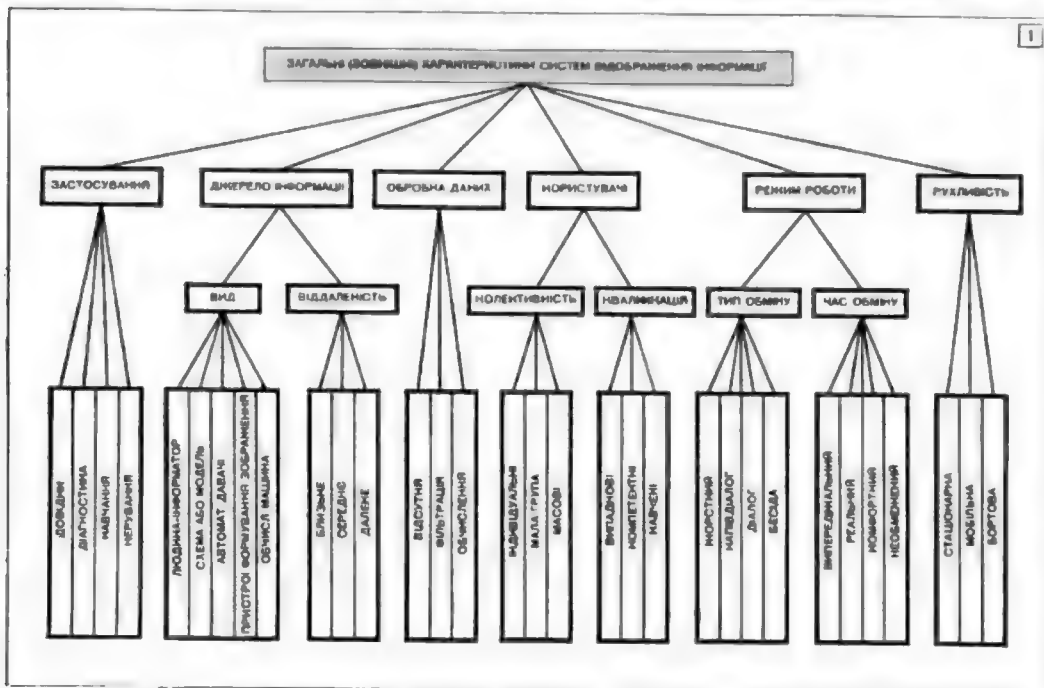 1
ЗАГАЛЬНІ (ЗОВНІШНІ) ХАРАКТЕРИСТИКИ СИСТЕМ ВІДОБРАЖЕННЯ ІНФОРМАЦІЇ
ЗАСТОСУВАННЯ
ДЖЕРЕЛО ІНФОРМАЦІЇ
ОБРОБКА ДАНИХ
КОРИСТУВАЧІ
РЕЖИМ РОБОТИ
РУХЛИВІСТЬ
ВИД
ВІДДАЛЕНІСТЬ
КОЛЕКТИВНІСТЬ
КВАЛІФІКАЦІЯ
ТИП ОБМІНУ
ЧАС ОБМІНУ
ДОВІДКИ
ДІАГНОСТИКА
НАВЧАННЯ
КЕРУВАННЯ
ЛЮДИНА-ІНФОРМАТОР
СХЕМА АБО МОДЕЛЬ
АВТОМАТ ДАВАЧІ
ПРИСТРОЇ ФОРМУВАННЯ ЗОБРАЖЕННЯ
ОБЧИСЛ МАШИНА
БЛИЗЬКЕ
СЕРЕДНЄ
ДАЛЕКЕ
ВІДСУТНЯ
ФІЛЬТРАЦІЯ
ОБЧИСЛЕННЯ
ІНДИВІДУАЛЬНІ
МАЛА ГРУПА
МАСОВІ
ВИПАДКОВІ
КОМПЕТЕНТНІ
НАВЧЕНІ
ЖОРСТКИЙ
НАПІВДІАЛОГ
ДІАЛОГ
БЕСІДА
ВИПЕРЕДЖАЛЬНИЙ
РЕАЛЬНИЙ
КОМФОРТНИЙ
НЕОБМЕЖЕНИЙ
СТАЦІОНАРНА
МОБІЛЬНА
БОРТОВА